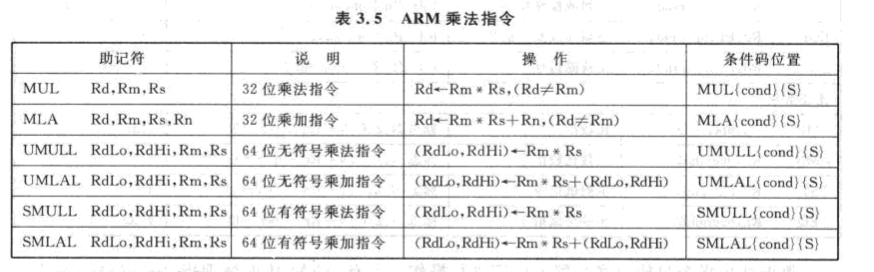 表 3.5 ARM 乘法指令
助记符 说 明 操 作 条件码位置
MUL Rd,Rm,Rs 32 位乘法指令 Rd←Rm * Rs,(Rd≠Rm) MUL{cond}{S}
MLA Rd,Rm,Rs,Rn 32 位乘加指令 Rd←Rm * Rs+Rn,(Rd≠Rm) MLA{cond}{S}
UMULL RdLo,RdHi,Rm,Rs 64 位无符号乘法指令 (RdLo,RdHi)←Rm * Rs UMULL{cond}{S}
UMLAL RdLo,RdHi,Rm,Rs 64 位无符号乘加指令 (RdLo,RdHi)←Rm * Rs+(RdLo,RdHi) UMLAL{cond}{S}
SMULL RdLo,RdHi,Rm,Rs 64 位有符号乘法指令 (RdLo,RdHi)←Rm * Rs SMULL{cond}{S}
SMLAL RdLo,RdHi,Rm,Rs 64 位有符号乘加指令 (RdLo,RdHi)←Rm * Rs+(RdLo,RdHi) SMLAL{cond}{S}